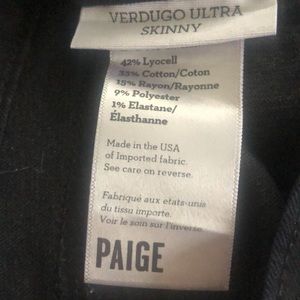 VERDUGO ULTRA
SKINNY
42% Lyocell
33% Cotton/Coton
15% Rayon/Rayonne
9% Polyester
1% Elastane/
Élasthanne
Made in the USA
of Imported fabric.
See care on reverse.
Fabriqué aux etats-unis
du tissu importe.
Voir le soin sur l'inverse
PAIGE